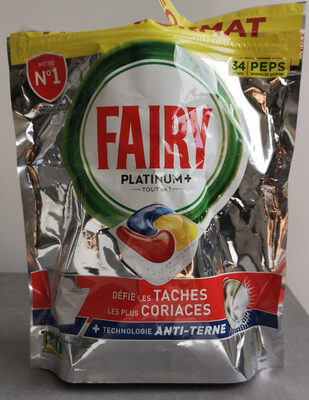 MAT
NOTRE
N°1
34 PEPS
FAIRY
PLATINUM+
TOUT EN 1
DÉFIE LES TACHES
LES PLUS CORIACES
+ TECHNOLOGIE ANTI-TERNE